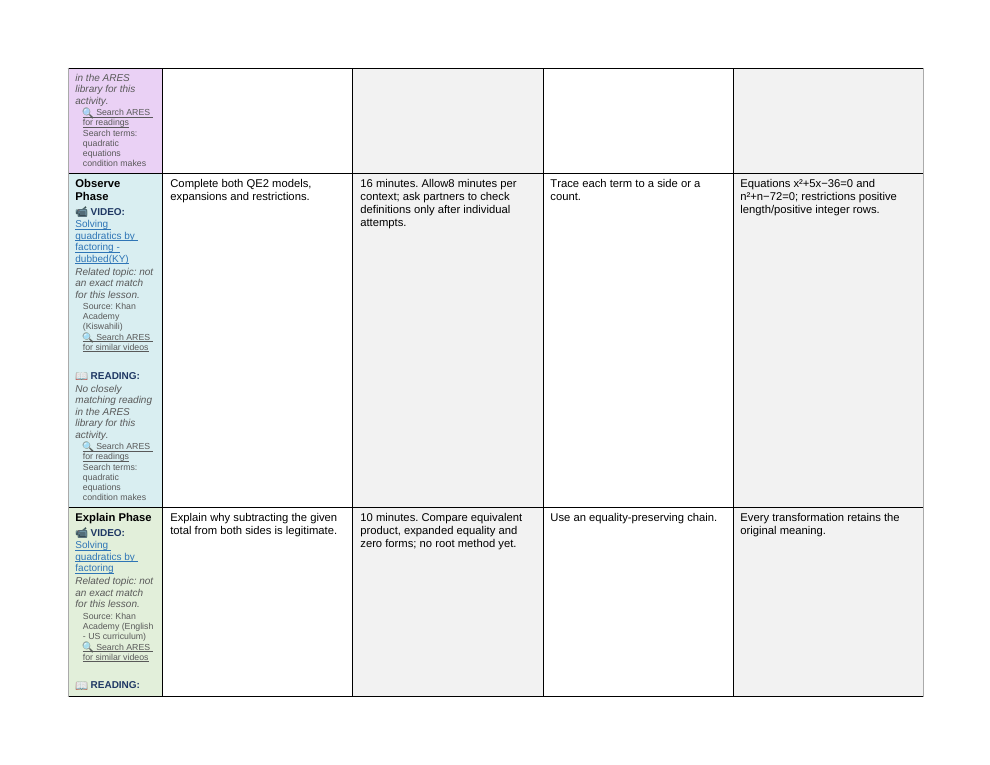 in the ARES
library for this
activity.
🔍 Search ARES
for readings
Search terms:
quadratic
equations
condition makes
Observe
Phase
📹 VIDEO:
Solving
quadratics by
factoring -
dubbed(KY)
Related topic: not
an exact match
for this lesson.
Source: Khan
Academy
(Kiswahili)
🔍 Search ARES
for similar videos
📖 READING:
No closely
matching reading
in the ARES
library for this
activity.
🔍 Search ARES
for readings
Search terms:
quadratic
equations
condition makes
Complete both QE2 models,
expansions and restrictions.
16 minutes. Allow8 minutes per
context; ask partners to check
definitions only after individual
attempts.
Trace each term to a side or a
count.
Equations x²+5x−36=0 and
n²+n−72=0; restrictions positive
length/positive integer rows.
Explain Phase
📹 VIDEO:
Solving
quadratics by
factoring
Related topic: not
an exact match
for this lesson.
Source: Khan
Academy (English
- US curriculum)
🔍 Search ARES
for similar videos
📖 READING:
Explain why subtracting the given
total from both sides is legitimate.
10 minutes. Compare equivalent
product, expanded equality and
zero forms; no root method yet.
Use an equality-preserving chain.
Every transformation retains the
original meaning.